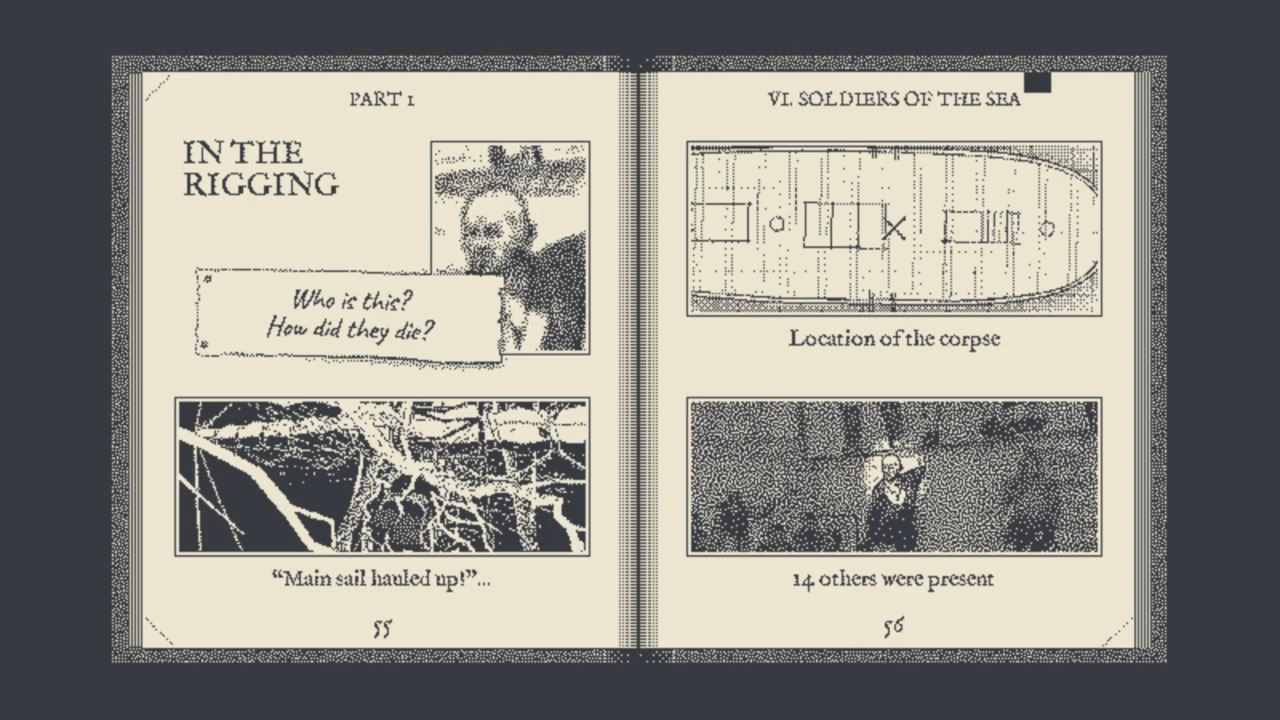 PART 1
IN THE
RIGGING
Who is this?
How did they die?
“Main sail hauled up!”...
55
VI. SOLDIERS OF THE SEA
Location of the corpse
14 others were present
56